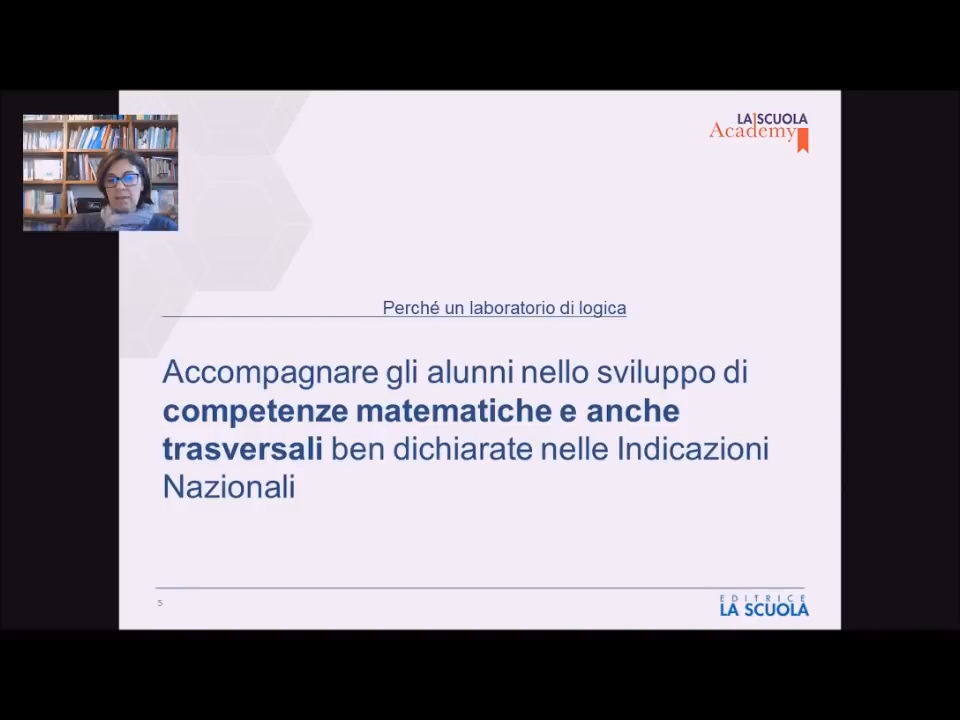 LA SCUOLA
Academy
Perché un laboratorio di logica
Accompagnare gli alunni nello sviluppo di
competenze matematiche e anche
trasversali ben dichiarate nelle Indicazioni
Nazionali
5
EDITRICE
LA SCUOLA